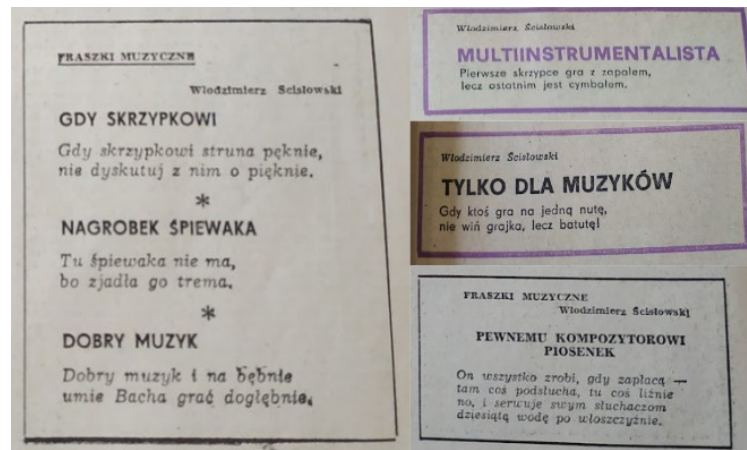 FRASZKI MUZYCZNE
Włodzimierz Ścisłowski
GDY SKRZYPKOWI
Gdy skrzypkowi struna pęknie,
nie dyskutuj z nim o pięknie.
*
NAGROBEK ŚPIEWAKA
Tu śpiewaka nie ma,
bo zjadła go trema.
*
DOBRY MUZYK
Dobry muzyk i na bębnie
umie Bacha grać dogłębnie.
Włodzimierz Ścisłowski
MULTIINSTRUMENTALISTA
Pierwsze skrzypce gra z zapałem,
lecz ostatnim jest cymbałem.
Włodzimierz Ścisłowski
TYLKO DLA MUZYKÓW
Gdy ktoś gra na jedną nutę,
nie wiń grajka, lecz batutę!
FRASZKI MUZYCZNE
Włodzimierz Ścisłowski
PEWNEMU KOMPOZYTOROWI
PIOSENEK
On wszystko zrobi, gdy zapłacą —
tam coś podsłucha, tu coś liźnie
no, i serwuje swym słuchaczom
dziesiątą wodę po włoszczyźnie.